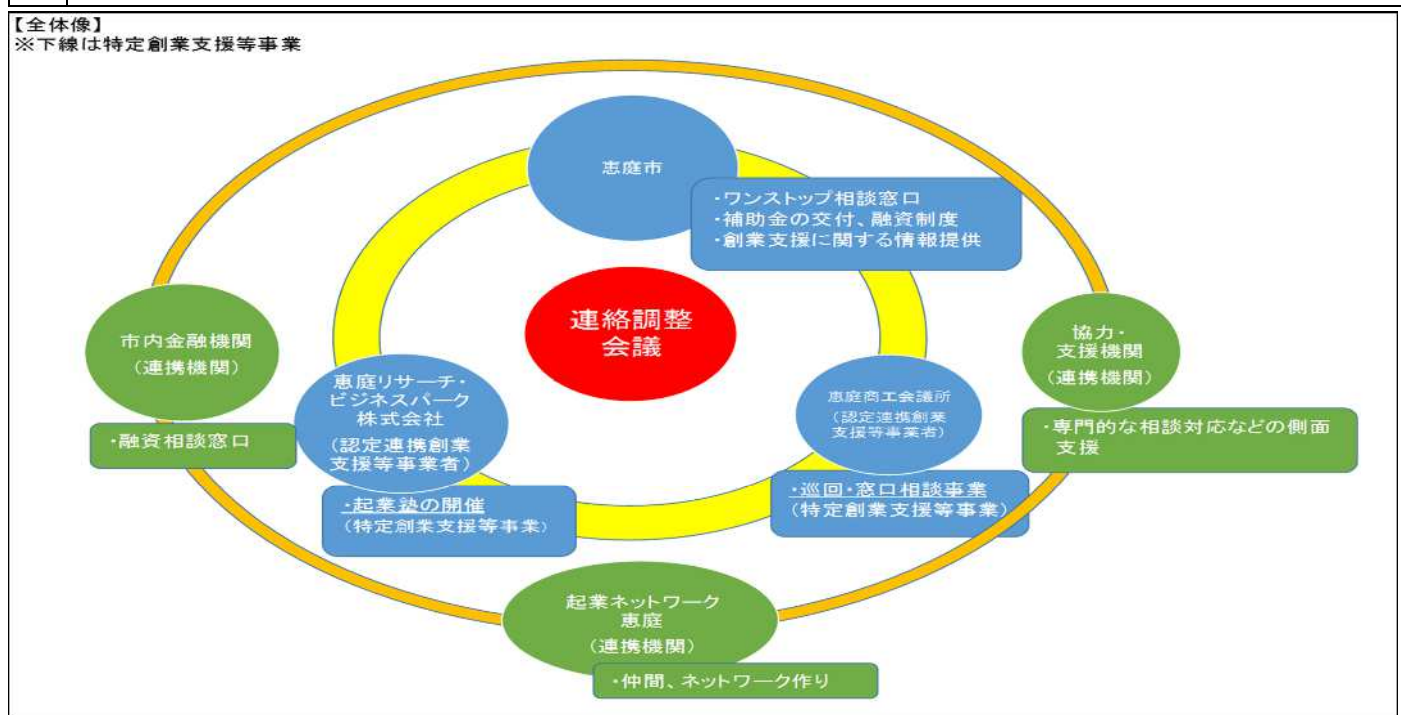 【全体像】
※下線は特定創業支援等事業
恵庭市
・ワンストップ相談窓口
・補助金の交付、融資制度
・創業支援に関する情報提供
連絡調整
会議
市内金融機関
（連携機関）
・融資相談窓口
恵庭リサーチ・
ビジネスパーク
株式会社
（認定連携創業
支援等事業者）
・起業塾の開催
（特定創業支援等事業）
恵庭商工会議所
（認定連携創業
支援等事業者）
・巡回・窓口相談事業
（特定創業支援等事業）
協力・
支援機関
（連携機関）
・専門的な相談対応などの側面
支援
起業ネットワーク
恵庭
（連携機関）
・仲間、ネットワーク作り